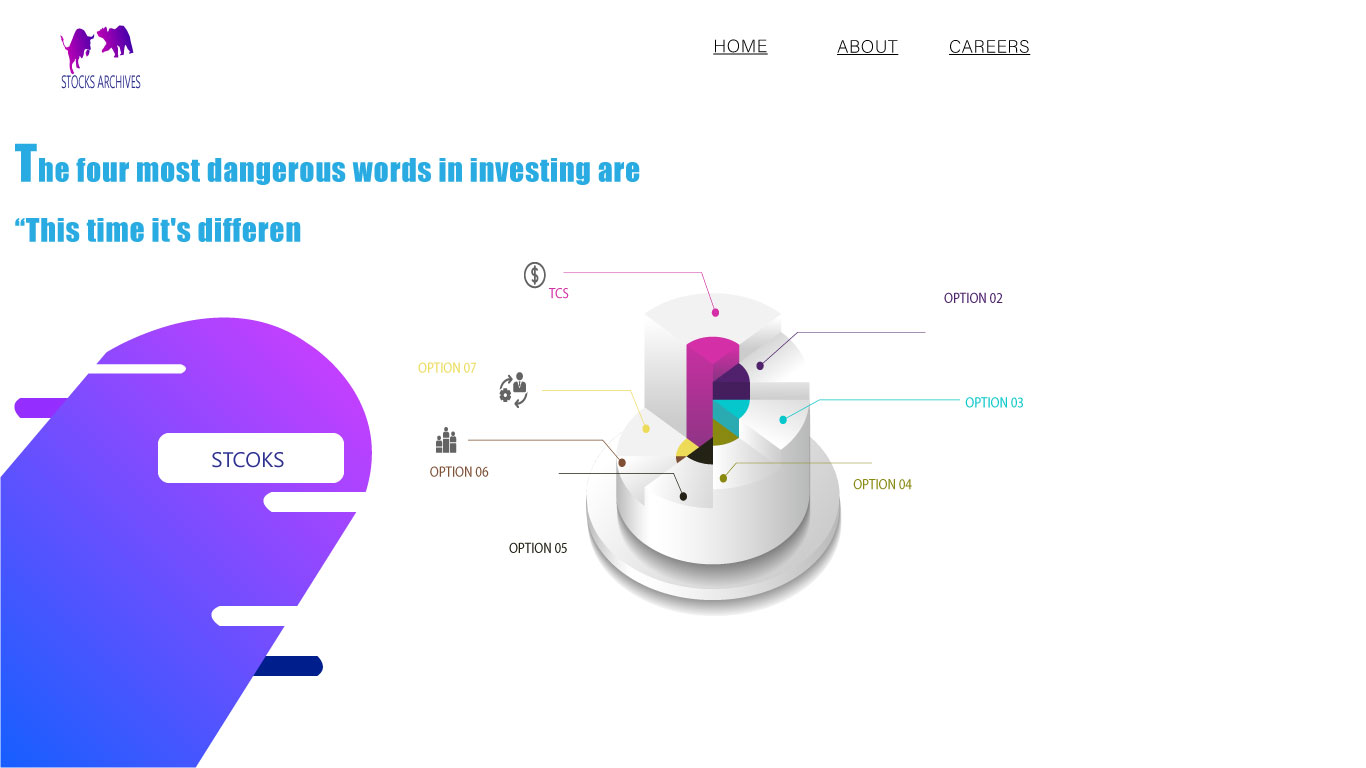 STOCKS ARCHIVES
HOME
ABOUT
CAREERS
The four most dangerous words in investing are
“This time it's differen
$
TCS
OPTION 02
OPTION 07
OPTION 03
STCOKS
OPTION 06
OPTION 04
OPTION 05